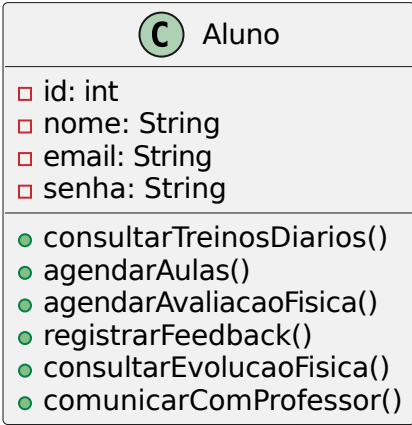 C Aluno
id: int
nome: String
email: String
senha: String
consultarTreinosDiarios()
agendarAulas()
agendarAvaliacaoFisica()
registrarFeedback()
consultarEvolucaoFisica()
comunicarComProfessor()